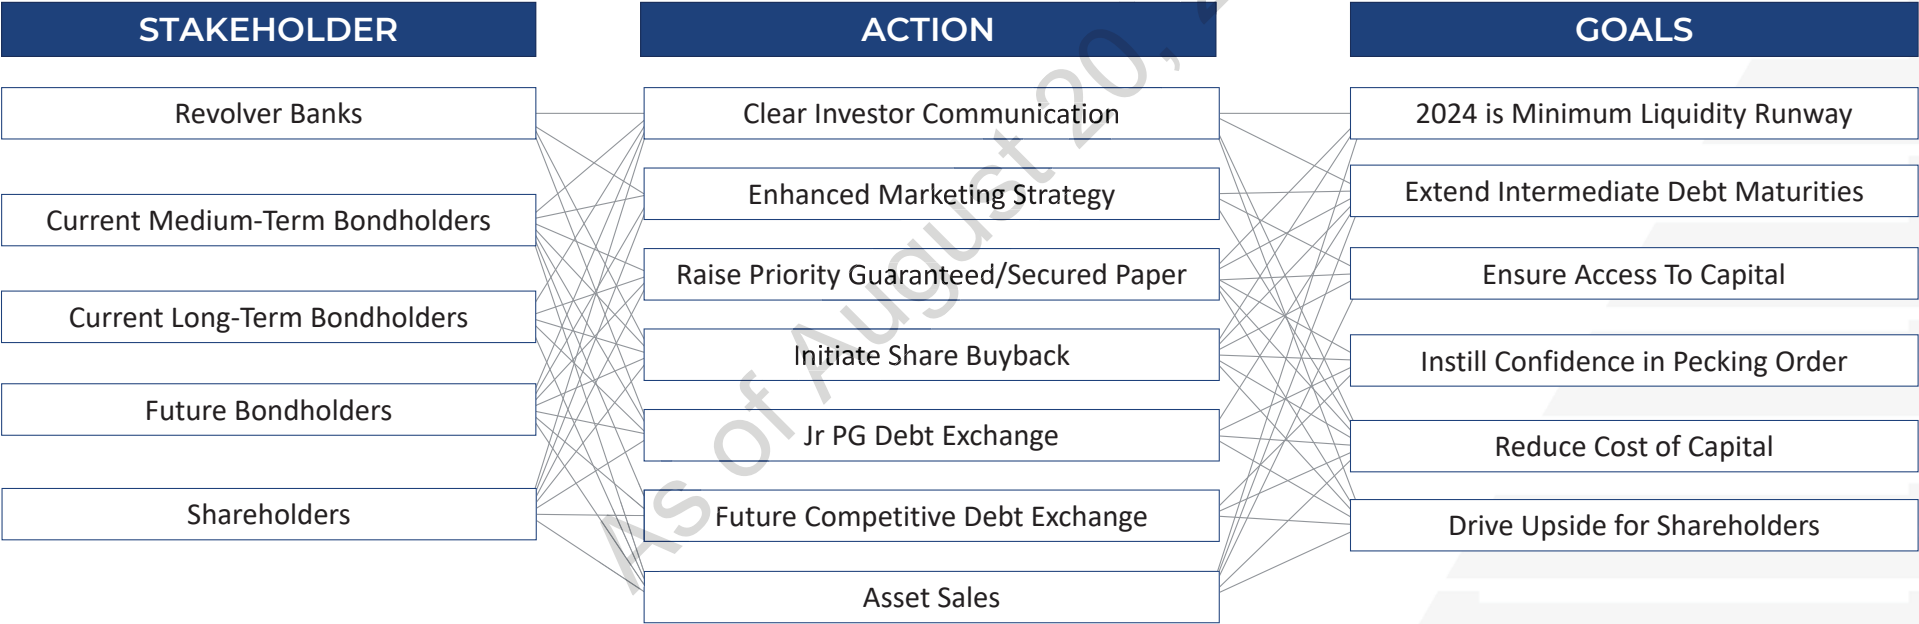 STAKEHOLDER
Revolver Banks
Current Medium-Term Bondholders
Current Long-Term Bondholders
Future Bondholders
Shareholders
ACTION
Clear Investor Communication
Enhanced Marketing Strategy
Raise Priority Guaranteed/Secured Paper
Initiate Share Buyback
Jr PG Debt Exchange
Future Competitive Debt Exchange
Asset Sales
GOALS
2024 is Minimum Liquidity Runway
Extend Intermediate Debt Maturities
Ensure Access To Capital
Instill Confidence in Pecking Order
Reduce Cost of Capital
Drive Upside for Shareholders
As of August 20,